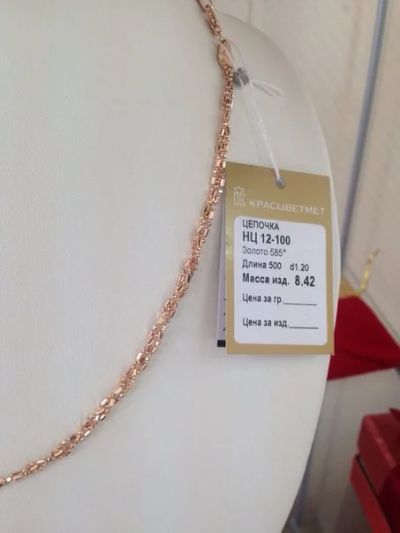 КРАСЦВЕТМЕТ
ЦЕПОЧКА
НЦ 12-100
Золото 585*
Длина 500 d1.20
Масса изд. 8.42
Цена за гр.
Цена за изд.